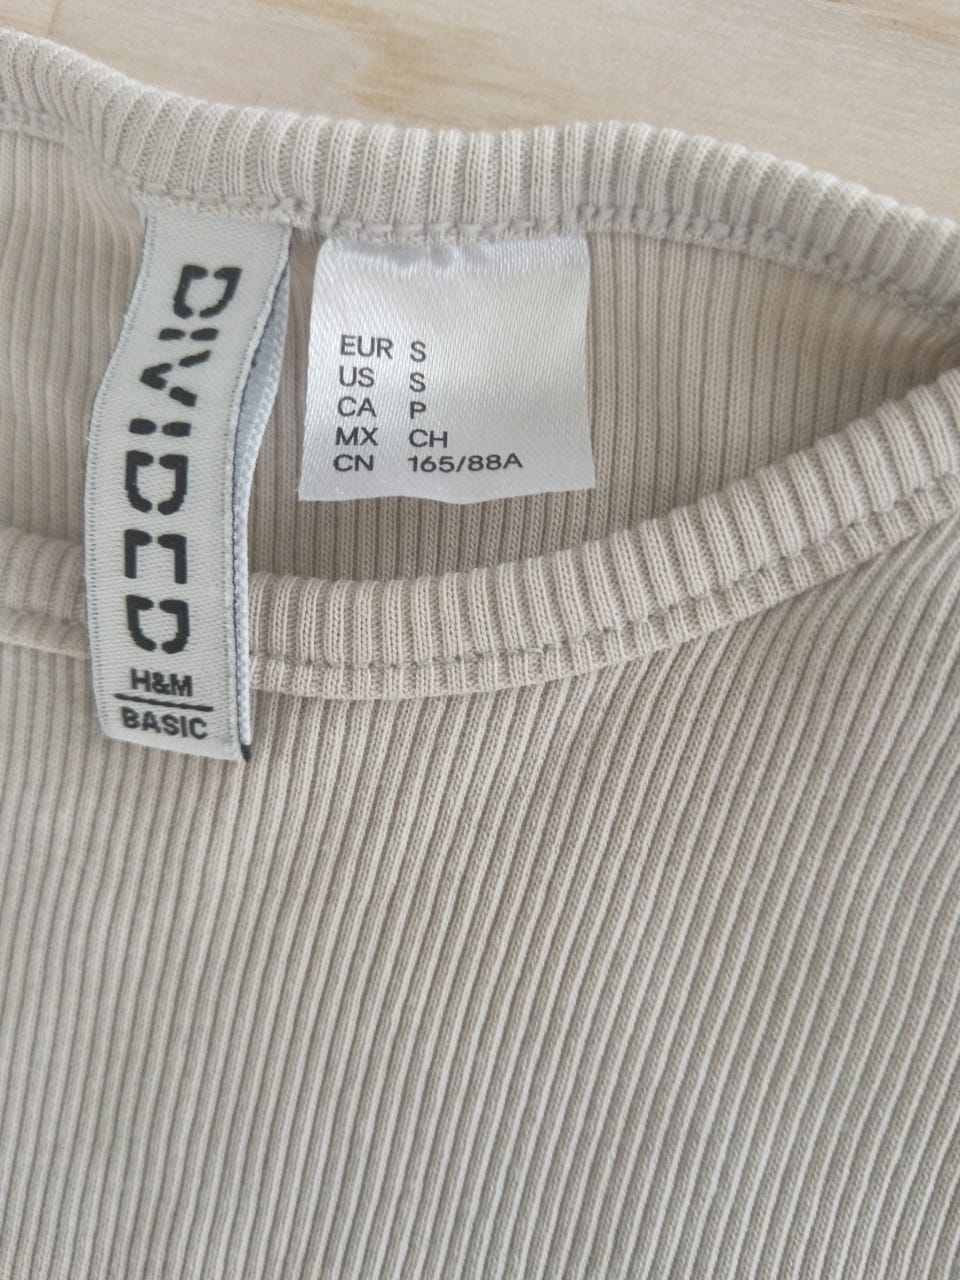 DIVIDED
H&M
BASIC
EUR S
US S
CA P
MX CH
CN 165/88A